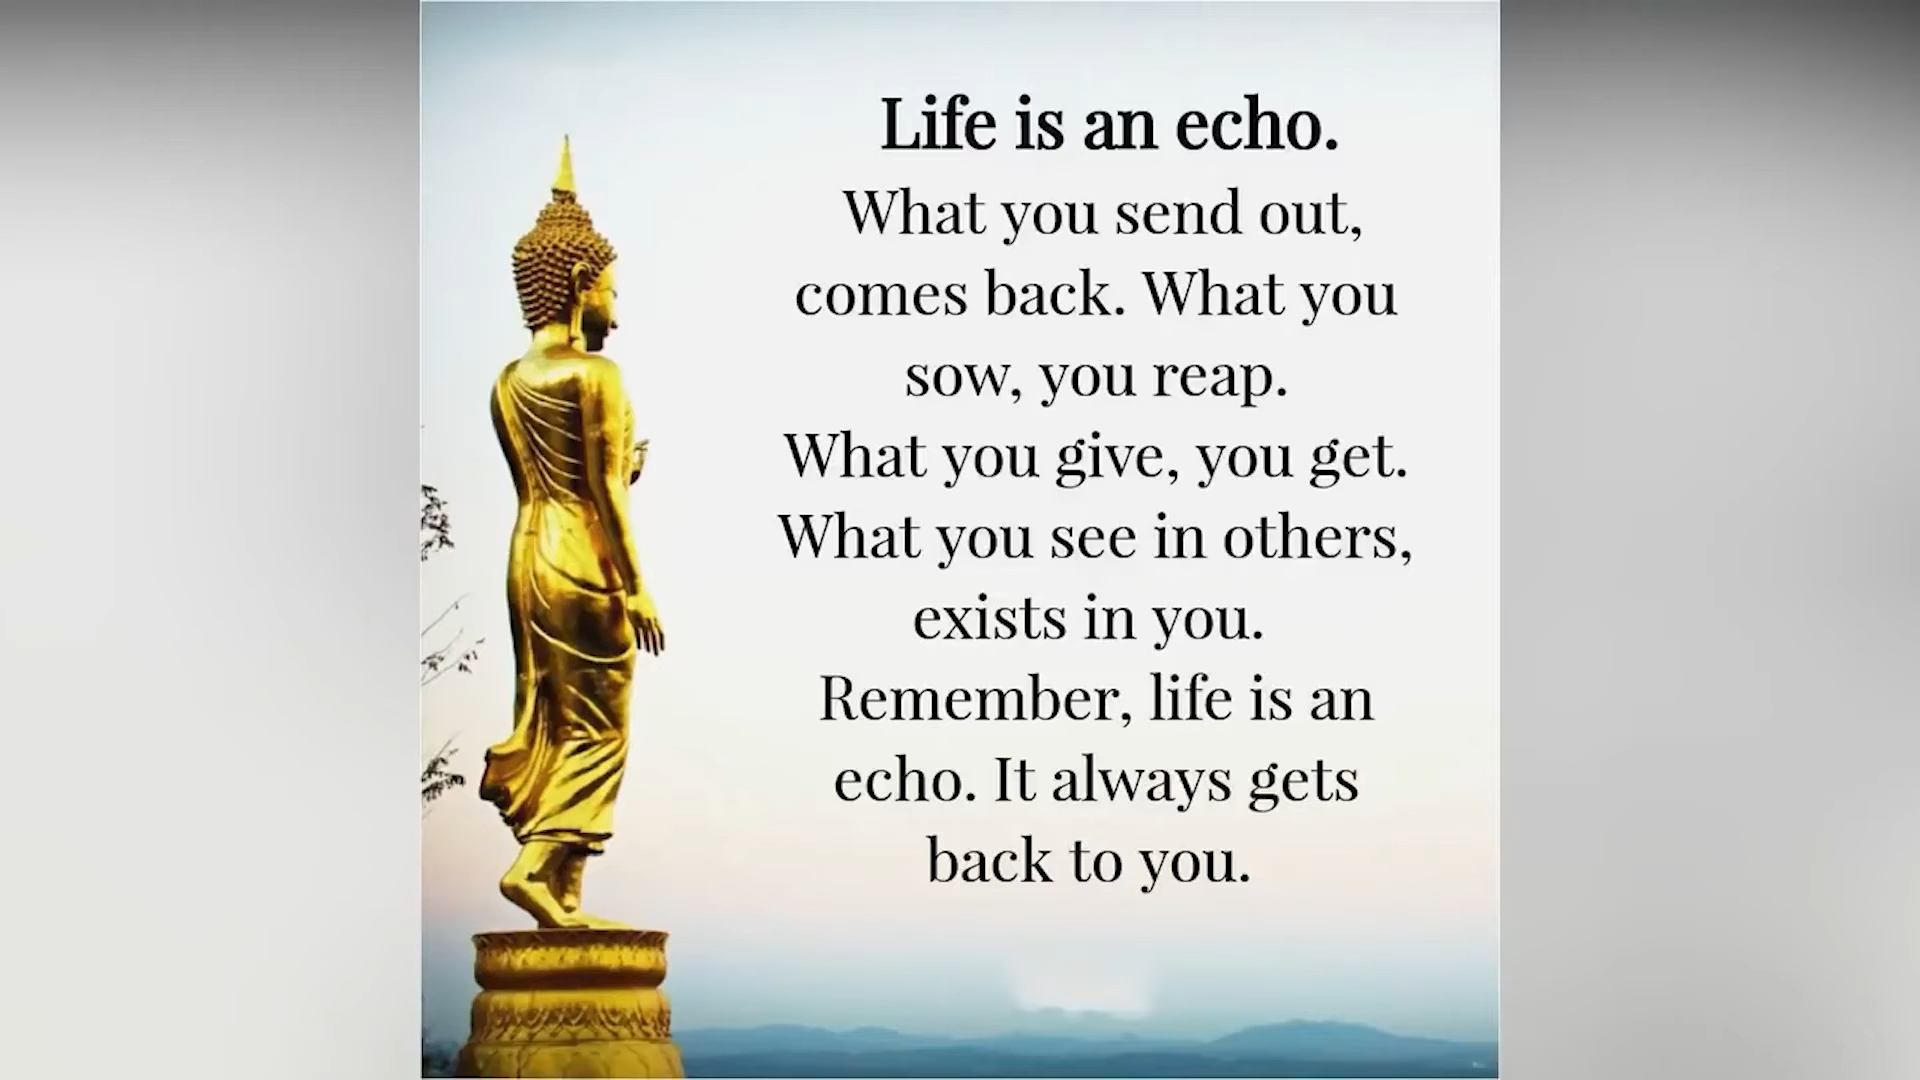 Life is an echo.
What you send out,
comes back. What you
sow, you reap.
What you give, you get.
What you see in others,
exists in you.
Remember, life is an
echo. It always gets
back to you.